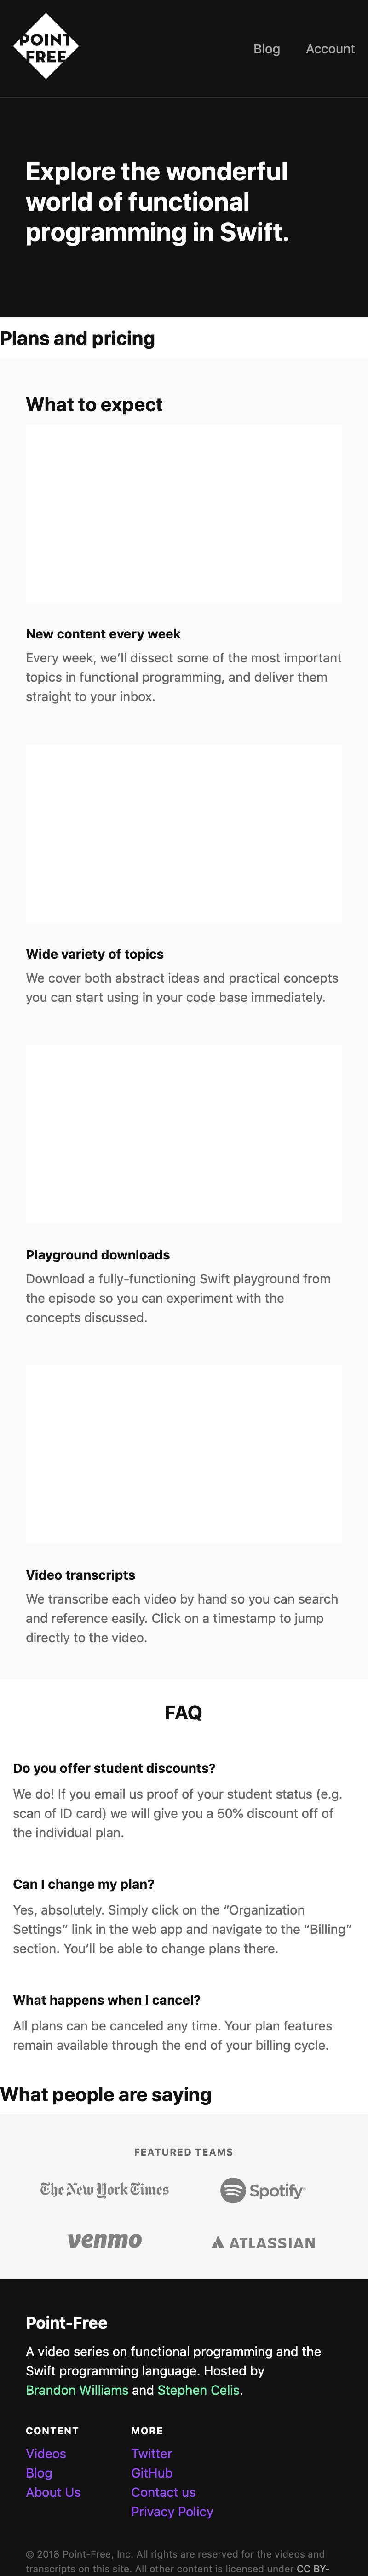 POINT
FREE
Blog
Account
Explore the wonderful
world of functional
programming in Swift.
Plans and pricing
What to expect
New content every week
Every week, we’ll dissect some of the most important
topics in functional programming, and deliver them
straight to your inbox.
Wide variety of topics
We cover both abstract ideas and practical concepts
you can start using in your code base immediately.
Playground downloads
Download a fully-functioning Swift playground from
the episode so you can experiment with the
concepts discussed.
Video transcripts
We transcribe each video by hand so you can search
and reference easily. Click on a timestamp to jump
directly to the video.
FAQ
Do you offer student discounts?
We do! If you email us proof of your student status (e.g.
scan of ID card) we will give you a 50% discount off of
the individual plan.
Can I change my plan?
Yes, absolutely. Simply click on the “Organization
Settings” link in the web app and navigate to the “Billing”
section. You’ll be able to change plans there.
What happens when I cancel?
All plans can be canceled any time. Your plan features
remain available through the end of your billing cycle.
What people are saying
FEATURED TEAMS
The New York Times
Spotify
venmo
ATLASSIAN
Point-Free
A video series on functional programming and the
Swift programming language. Hosted by
Brandon Williams and Stephen Celis.
CONTENT
Videos
Blog
About Us
MORE
Twitter
GitHub
Contact us
Privacy Policy
© 2018 Point-Free, Inc. All rights are reserved for the videos and
transcripts on this site. All other content is licensed under CC BY-